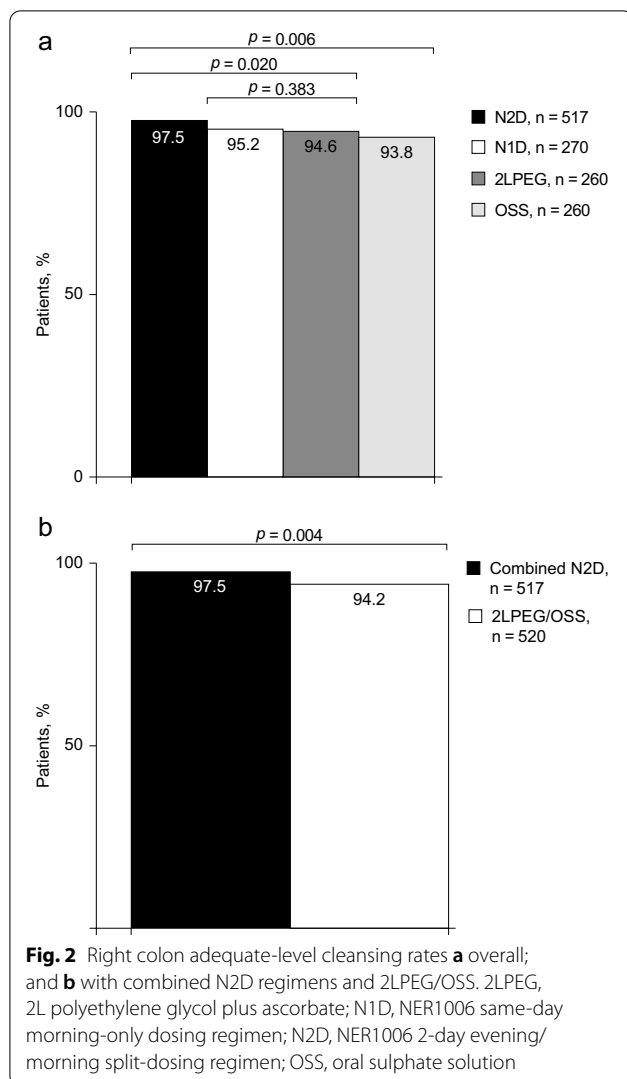 a
p = 0.006
p = 0.020
p = 0.383
100
97.5
95.2
94.6
93.8
N2D, n = 517
N1D, n = 270
2LPEG, n = 260
OSS, n = 260
50
Patients, %
0
b
p = 0.004
100
97.5
94.2
Combined N2D,
n = 517
2LPEG/OSS,
n = 520
50
Patients, %
Fig. 2 Right colon adequate-level cleansing rates a overall;
and b with combined N2D regimens and 2LPEG/OSS. 2LPEG,
2L polyethylene glycol plus ascorbate; N1D, NER1006 same-day
morning-only dosing regimen; N2D, NER1006 2-day evening/
morning split-dosing regimen; OSS, oral sulphate solution